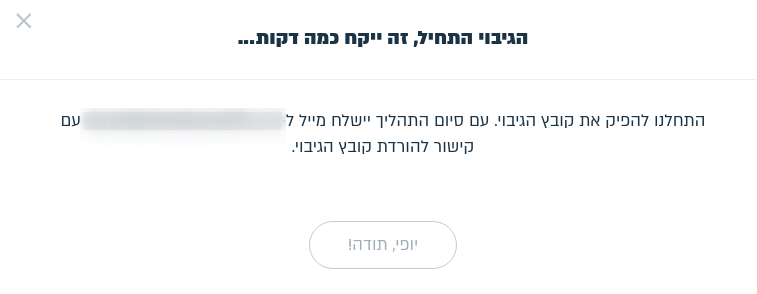 הגיבוי התחיל, זה ייקח כמה דקות...
התחלנו להפיק את קובץ הגיבוי. עם סיום התהליך יישלח מייל ל- עם
קישור להורדת קובץ הגיבוי.
יופי, תודה!